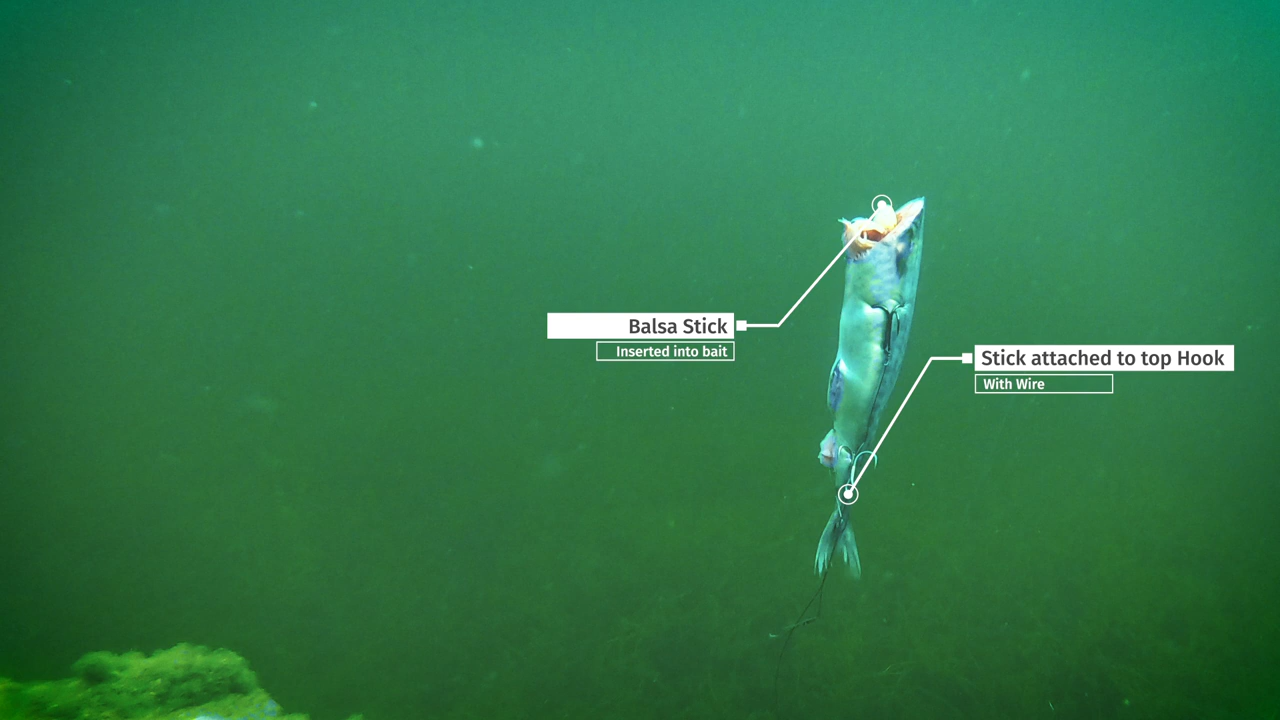 Balsa Stick
Inserted into bait
Stick attached to top Hook
With Wire